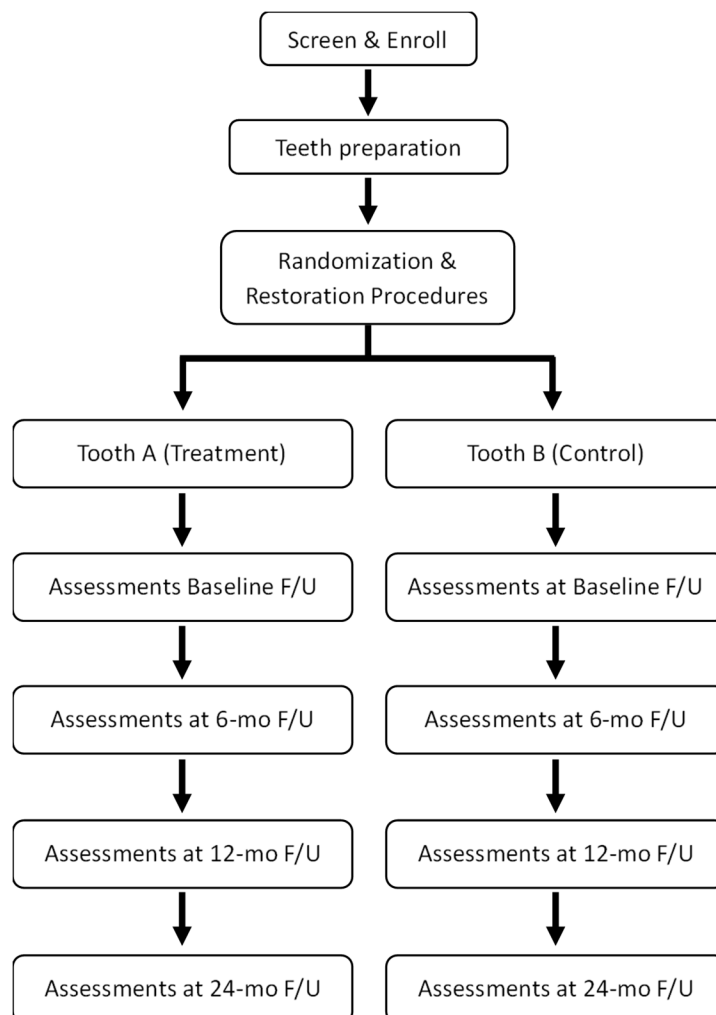 Screen & Enroll
Teeth preparation
Randomization &
Restoration Procedures
Tooth A (Treatment)
Tooth B (Control)
Assessments Baseline F/U
Assessments at Baseline F/U
Assessments at 6-mo F/U
Assessments at 6-mo F/U
Assessments at 12-mo F/U
Assessments at 12-mo F/U
Assessments at 24-mo F/U
Assessments at 24-mo F/U